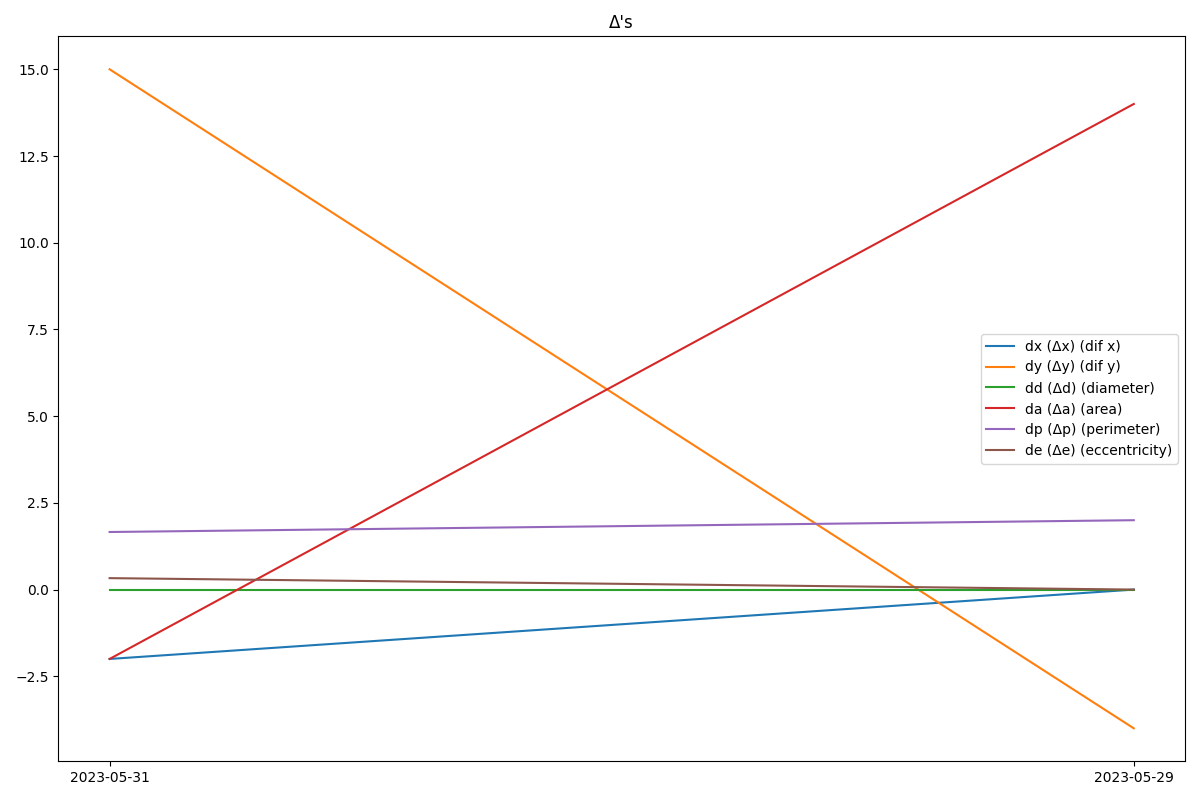 Δ's
15.0
12.5
10.0
7.5
5.0
2.5
0.0
−2.5
dx (Δx) (dif x)
dy (Δy) (dif y)
dd (Δd) (diameter)
da (Δa) (area)
dp (Δp) (perimeter)
de (Δe) (eccentricity)
2023-05-31
2023-05-29